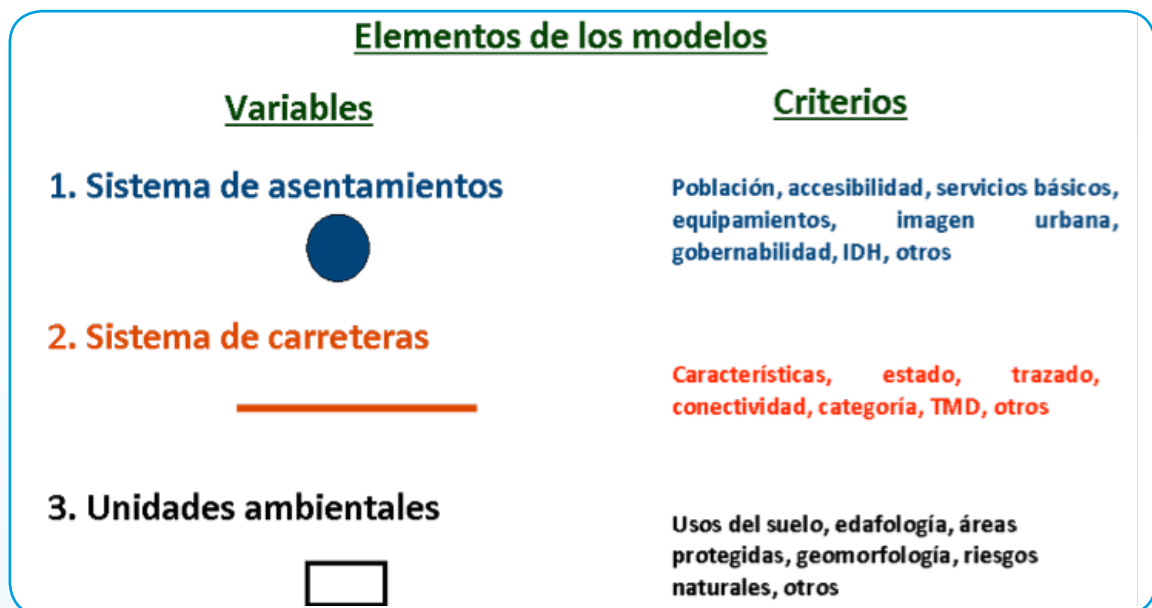 Elementos de los modelos
Variables
Criterios
1. Sistema de asentamientos
Población, accesibilidad, servicios básicos,
equipamientos, imagen urbana,
gobernabilidad, IDH, otros
2. Sistema de carreteras
Características, estado, trazado,
conectividad, categoría, TMD, otros
3. Unidades ambientales
Usos del suelo, edafología, áreas
protegidas, geomorfología, riesgos
naturales, otros